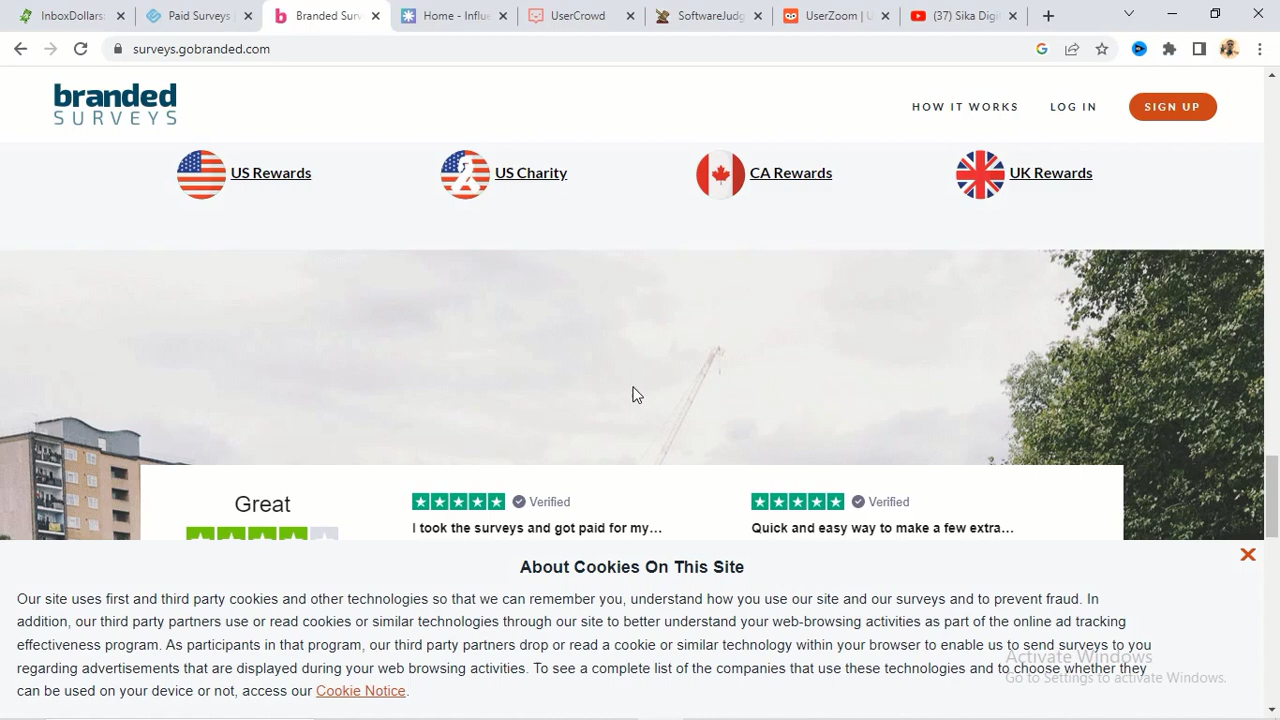 InboxDollars:
Paid Surveys |
Branded Surv
Home - Influe
UserCrowd
SoftwareJudg
UserZoom | U
(37) Sika Digi
surveys.gobranded.com
branded
SURVEYS
HOW IT WORKS
LOG IN
SIGN UP
US Rewards
US Charity
CA Rewards
UK Rewards
Great
Verified
Verified
I took the surveys and got paid for my...
Quick and easy way to make a few extra...
About Cookies On This Site
Our site uses first and third party cookies and other technologies so that we can remember you, understand how you use our site and our surveys and to prevent fraud. In
addition, our third party partners use or read cookies or similar technologies through our site to better understand your web-browsing activities as part of the online ad tracking
effectiveness program. As participants in that program, our third party partners drop or read a cookie or similar technology within your browser to enable us to send surveys to you
regarding advertisements that are displayed during your web browsing activities. To see a complete list of the companies that use these technologies and to choose whether they
can be used on your device or not, access our Cookie Notice.
Activate Windows
Go to Settings to activate Windows.